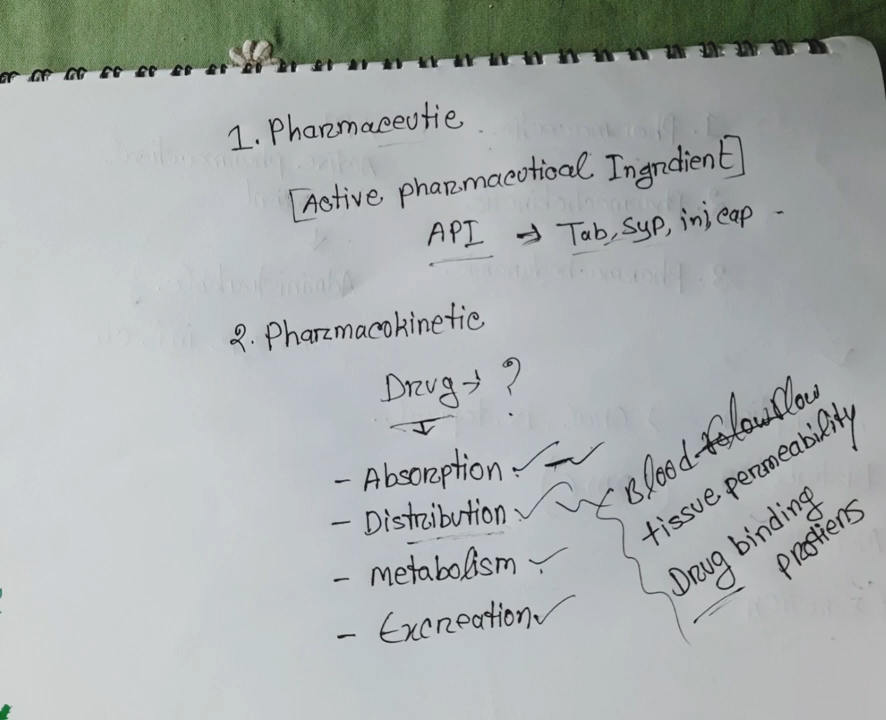 1. Pharmaceutic
[Active pharmaceutical Ingrdient]
API → Tab, Syp, inj cap -
2. Pharmacokinetic
Drug → ?
- Absorption
- Distribution
- metabolism
- Excreation
Blood flow
tissue permeability
Drug binding
protiens